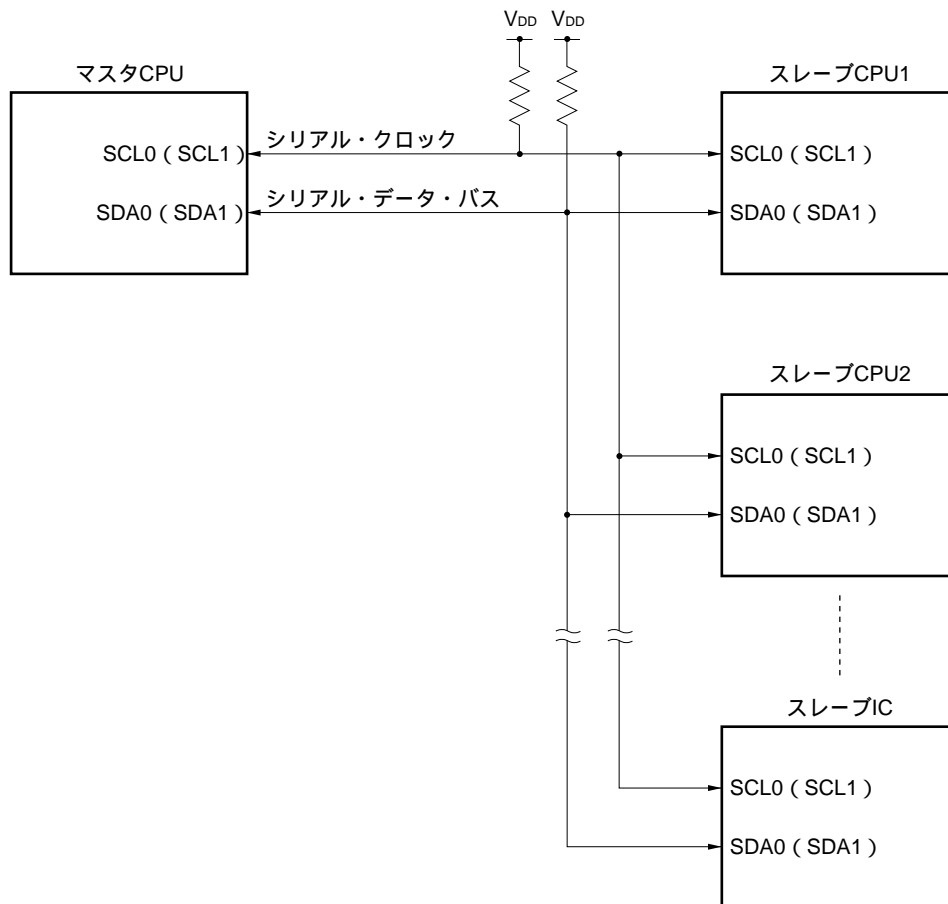 VDD VDD
マスタCPU
スレーブCPU1
シリアル・クロック
SCL0（SCL1）
SCL0（SCL1）
シリアル・データ・バス
SDA0（SDA1）
SDA0（SDA1）
スレーブCPU2
SCL0（SCL1）
SDA0（SDA1）
スレーブIC
SCL0（SCL1）
SDA0（SDA1）